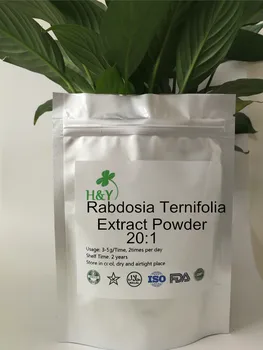 H&Y
Rabdosia Ternifolia
Extract Powder
20:1
Usage: 3-5g/Time, 2times per day
Shelf Time: 2 years
Store in cool, dry and airtight place
ISO
FDA